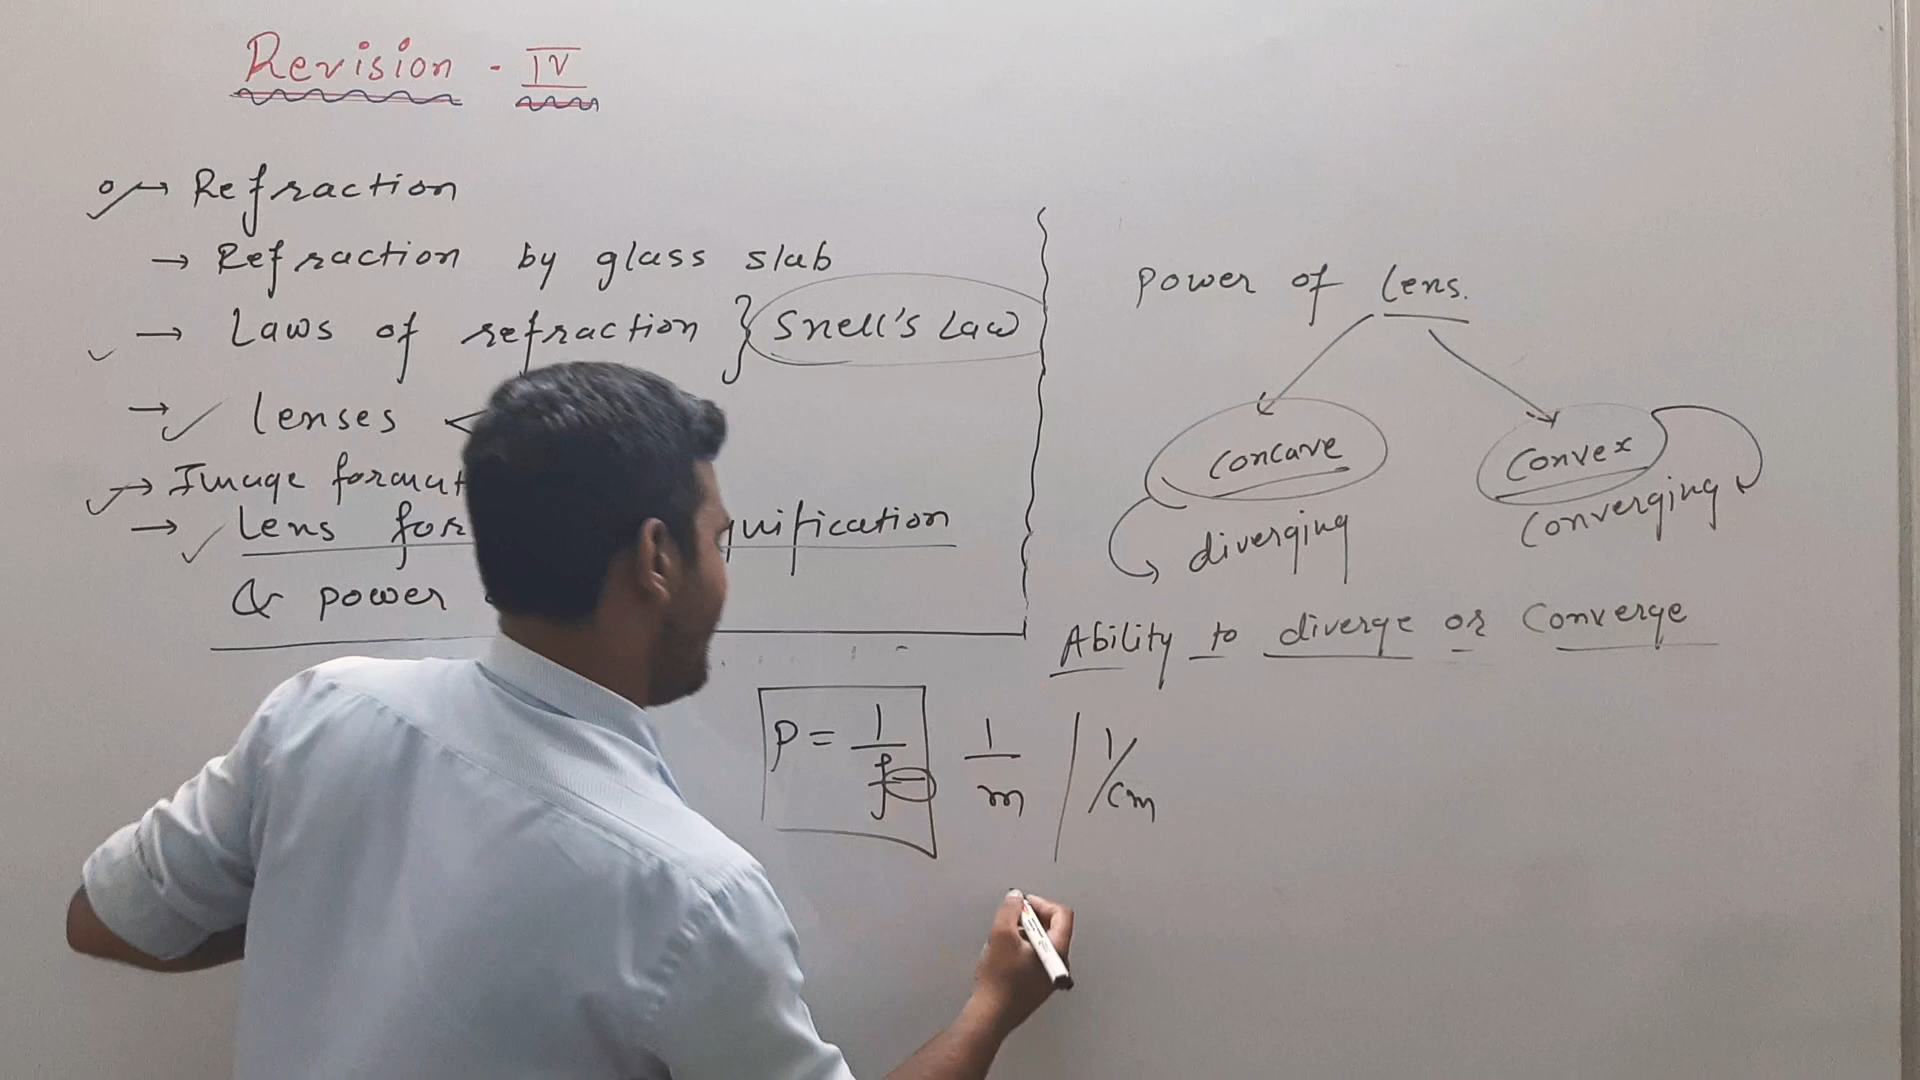 Revision - IV
→ Refraction
→ Refraction by glass slab
→ Laws of refraction } Snell's Law
→ lenses <
→ Image format
→ lens for gnification
& power
Power of lens.
concave
convex
diverging
converging
Ability to diverge or converge
P = 1/f
1/m | 1/cm